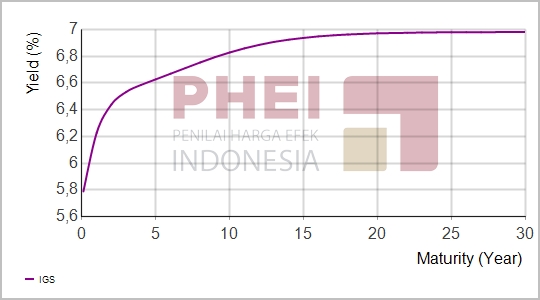 Yield (%)
7
6,8
6,6
6,4
6,2
6
5,8
5,6
PHEI
PENILAI HARGA EFEK
INDONESIA
0 5 10 15 20 25 30
Maturity (Year)
IGS